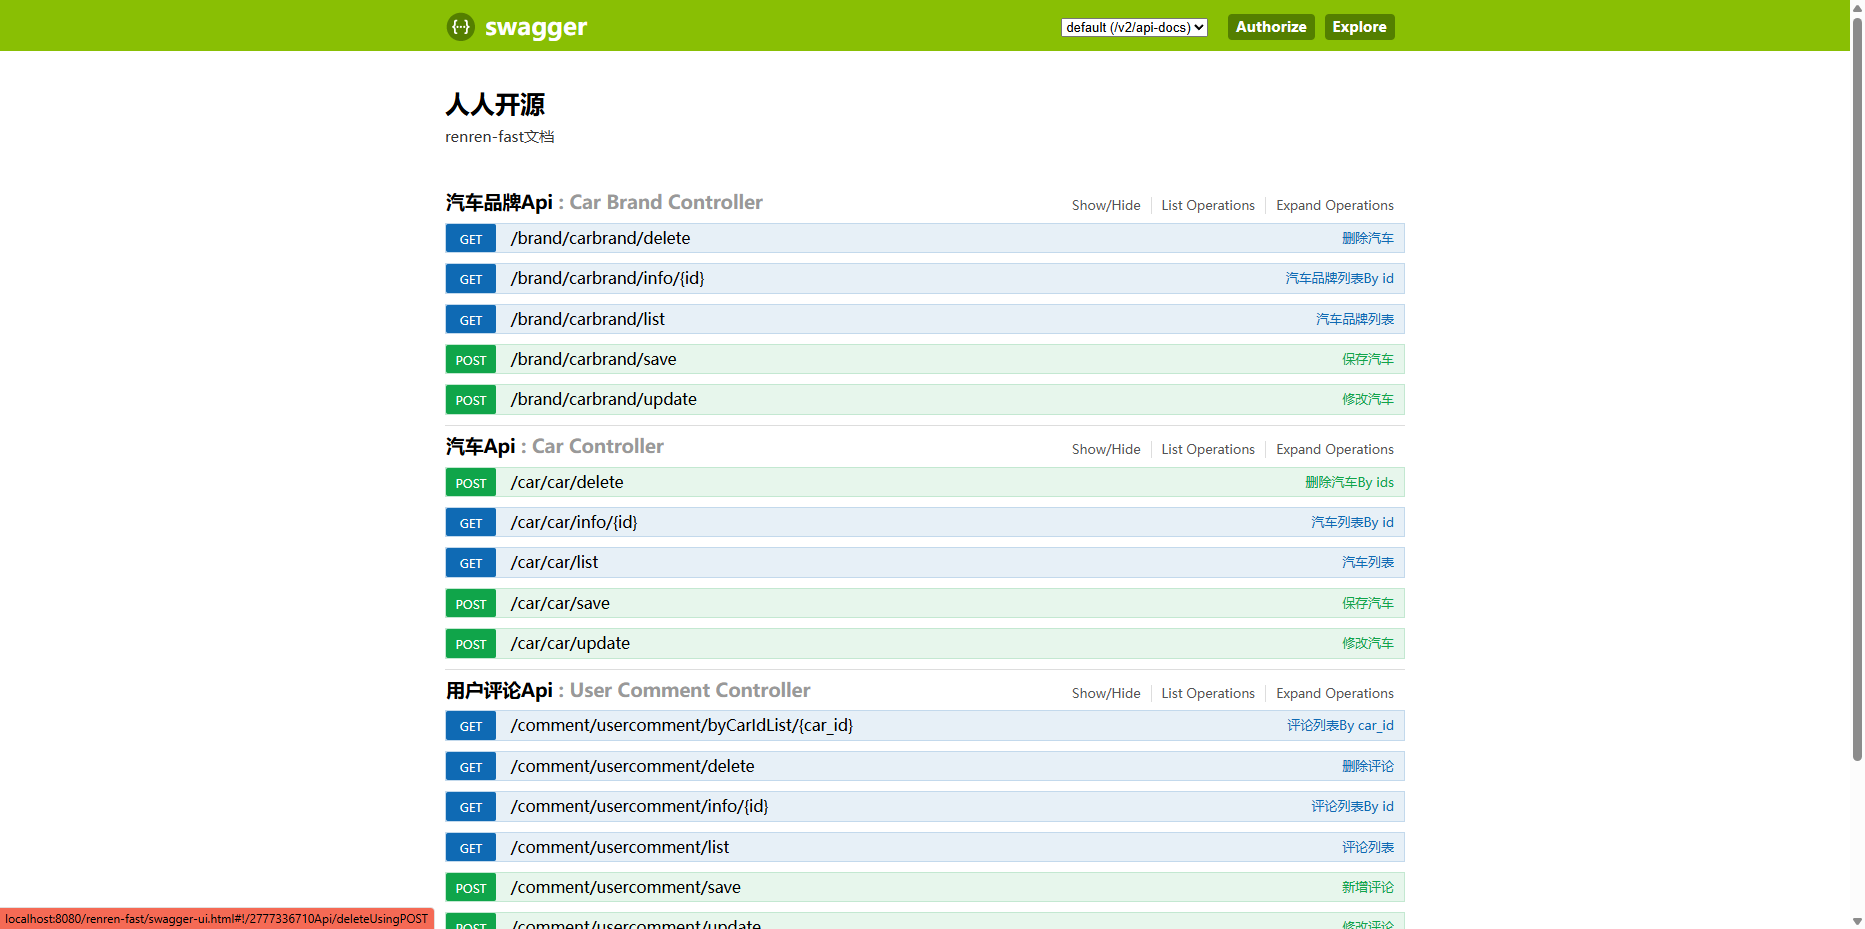 {···} swagger default (/v2/api-docs) Authorize Explore
人人开源
renren-fast文档
汽车品牌Api : Car Brand Controller Show/Hide List Operations Expand Operations
GET /brand/carbrand/delete 删除汽车
GET /brand/carbrand/info/{id} 汽车品牌列表By id
GET /brand/carbrand/list 汽车品牌列表
POST /brand/carbrand/save 保存汽车
POST /brand/carbrand/update 修改汽车
汽车Api : Car Controller Show/Hide List Operations Expand Operations
POST /car/car/delete 删除汽车By ids
GET /car/car/info/{id} 汽车列表By id
GET /car/car/list 汽车列表
POST /car/car/save 保存汽车
POST /car/car/update 修改汽车
用户评论Api : User Comment Controller Show/Hide List Operations Expand Operations
GET /comment/usercomment/byCarIdList/{car_id} 评论列表By car_id
GET /comment/usercomment/delete 删除评论
GET /comment/usercomment/info/{id} 评论列表By id
GET /comment/usercomment/list 评论列表
POST /comment/usercomment/save 新增评论
POST /comment/usercomment/update 修改评论
localhost:8080/renren-fast/swagger-ui.html#!/2777336710Api/deleteUsingPOST